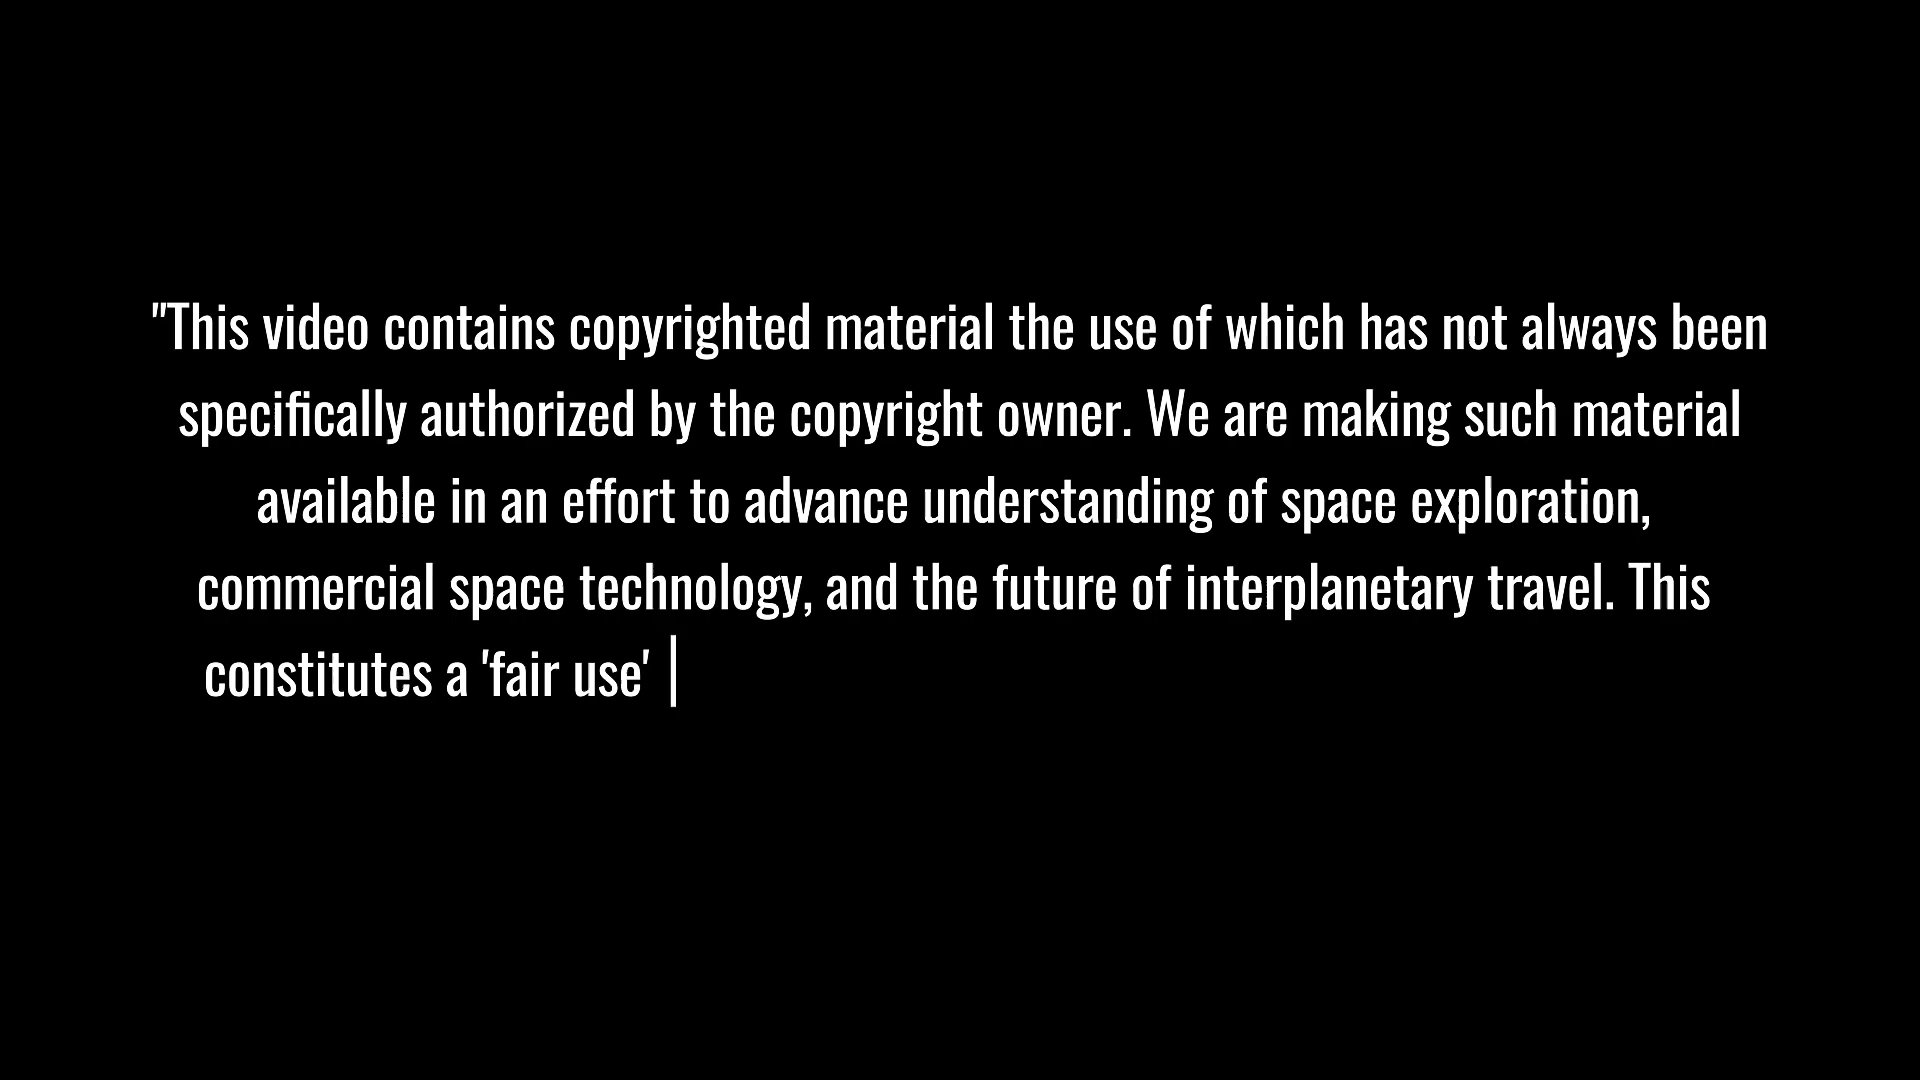 "This video contains copyrighted material the use of which has not always been
specifically authorized by the copyright owner. We are making such material
available in an effort to advance understanding of space exploration,
commercial space technology, and the future of interplanetary travel. This
constitutes a 'fair use'